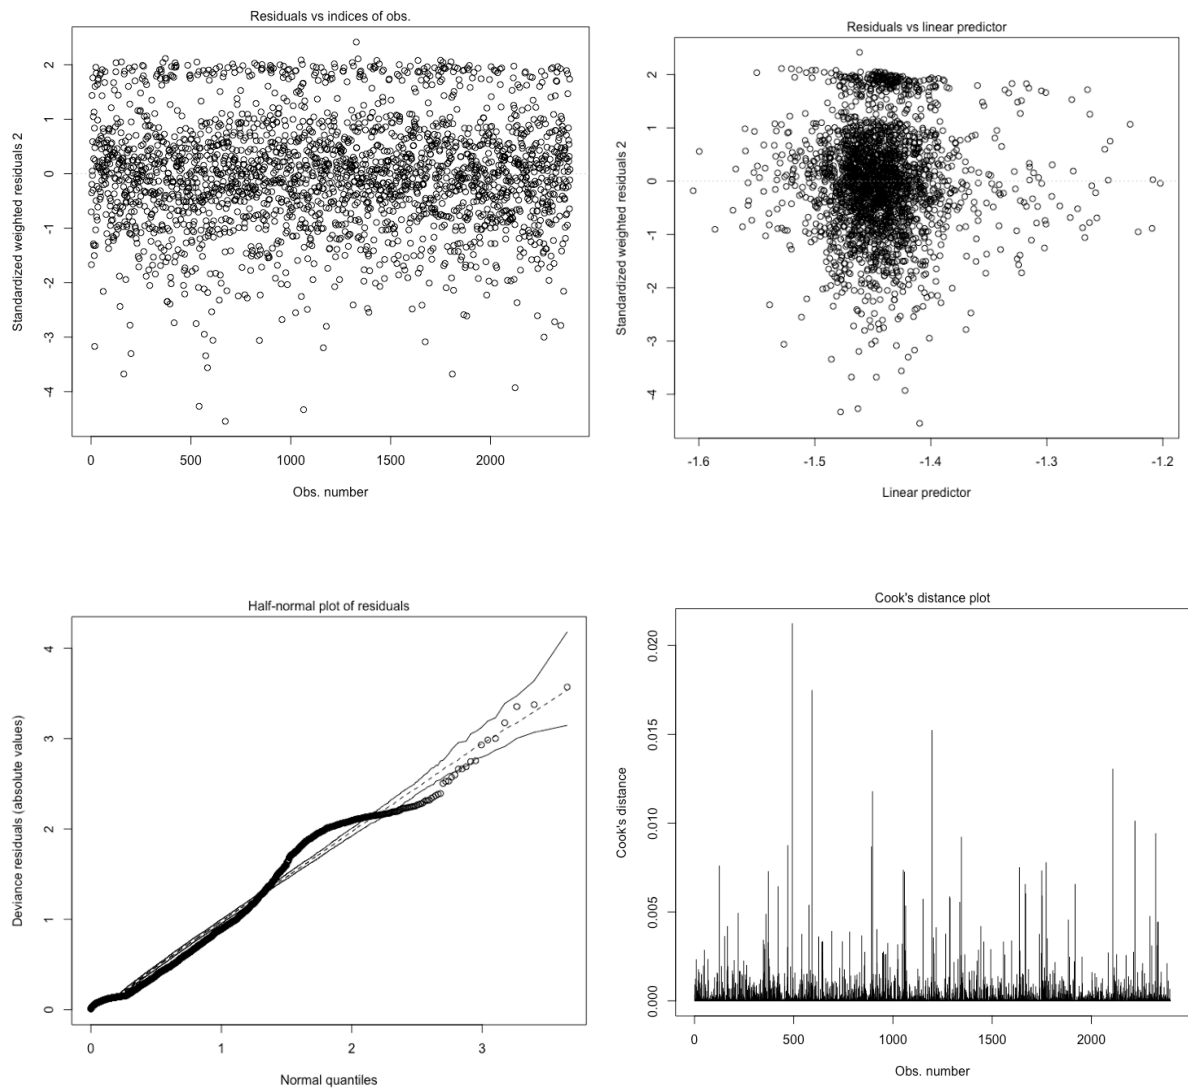 Residuals vs indices of obs.
Standardized weighted residuals 2
2
1
0
-1
-2
-3
-4
0 500 1000 1500 2000
Obs. number
Residuals vs linear predictor
Standardized weighted residuals 2
2
1
0
-1
-2
-3
-4
-1.6 -1.5 -1.4 -1.3 -1.2
Linear predictor
Half-normal plot of residuals
Deviance residuals (absolute values)
4
3
2
1
0
0 1 2 3
Normal quantiles
Cook's distance plot
Cook's distance
0.020
0.015
0.010
0.005
0.000
0 500 1000 1500 2000
Obs. number